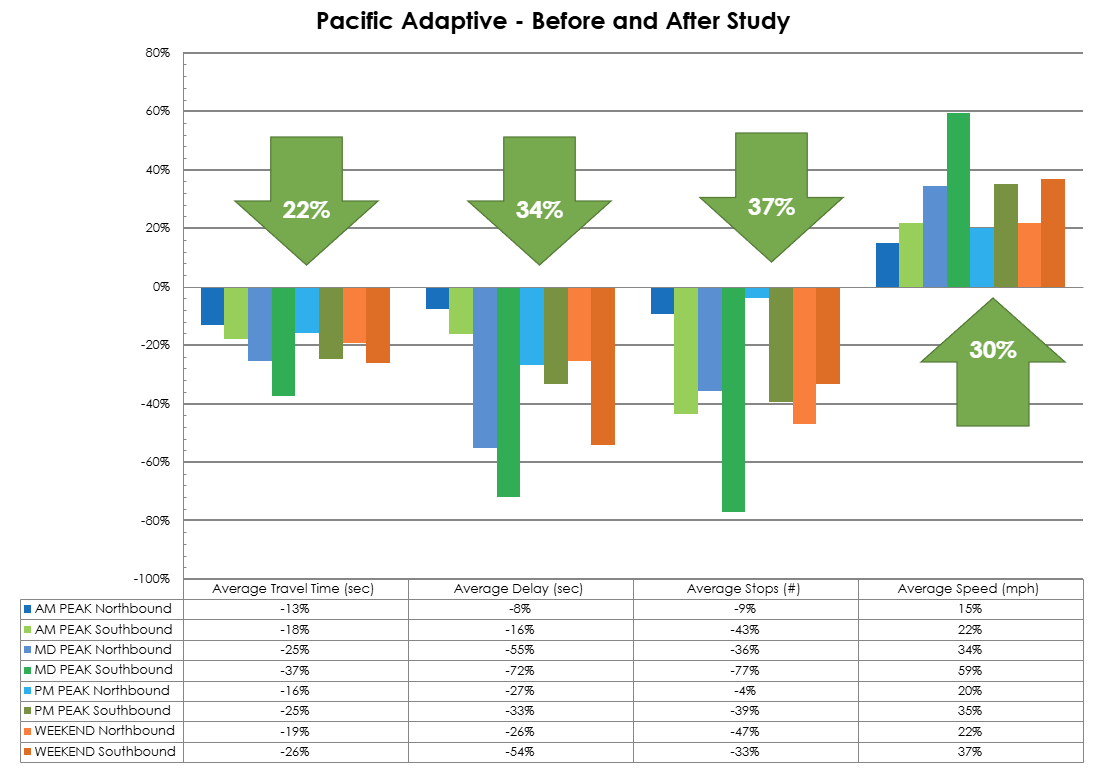 Pacific Adaptive - Before and After Study
80%
60%
40%
20%
0%
-20%
-40%
-60%
-80%
-100%
22%
34%
37%
30%
Average Travel Time (sec) Average Delay (sec) Average Stops (#) Average Speed (mph)
AM PEAK Northbound -13% -8% -9% 15%
AM PEAK Southbound -18% -16% -43% 22%
MD PEAK Northbound -25% -55% -36% 34%
MD PEAK Southbound -37% -72% -77% 59%
PM PEAK Northbound -16% -27% -4% 20%
PM PEAK Southbound -25% -33% -39% 35%
WEEKEND Northbound -19% -26% -47% 22%
WEEKEND Southbound -26% -54% -33% 37%